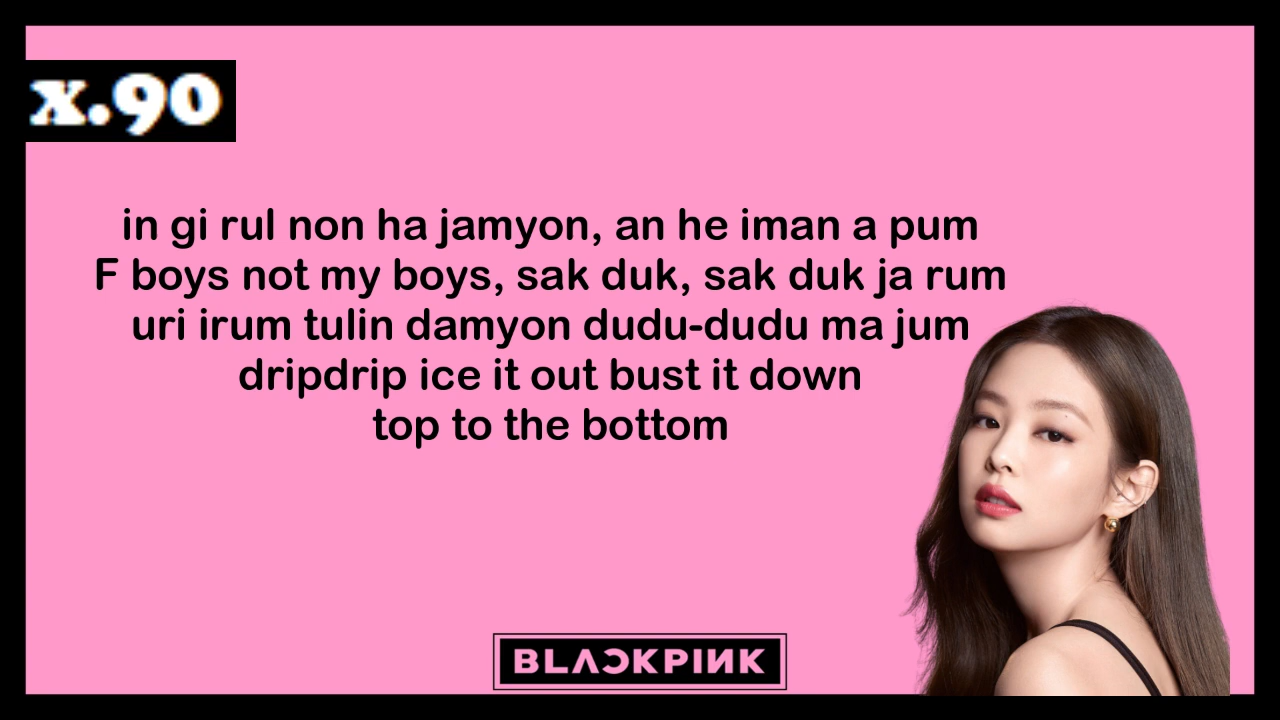 x.90
in gi rul non ha jamyon, an he iman a pum
F boys not my boys, sak duk, sak duk ja rum
uri irum tulin damyon dudu-dudu ma jum
dripdrip ice it out bust it down
top to the bottom
BLACKPINK